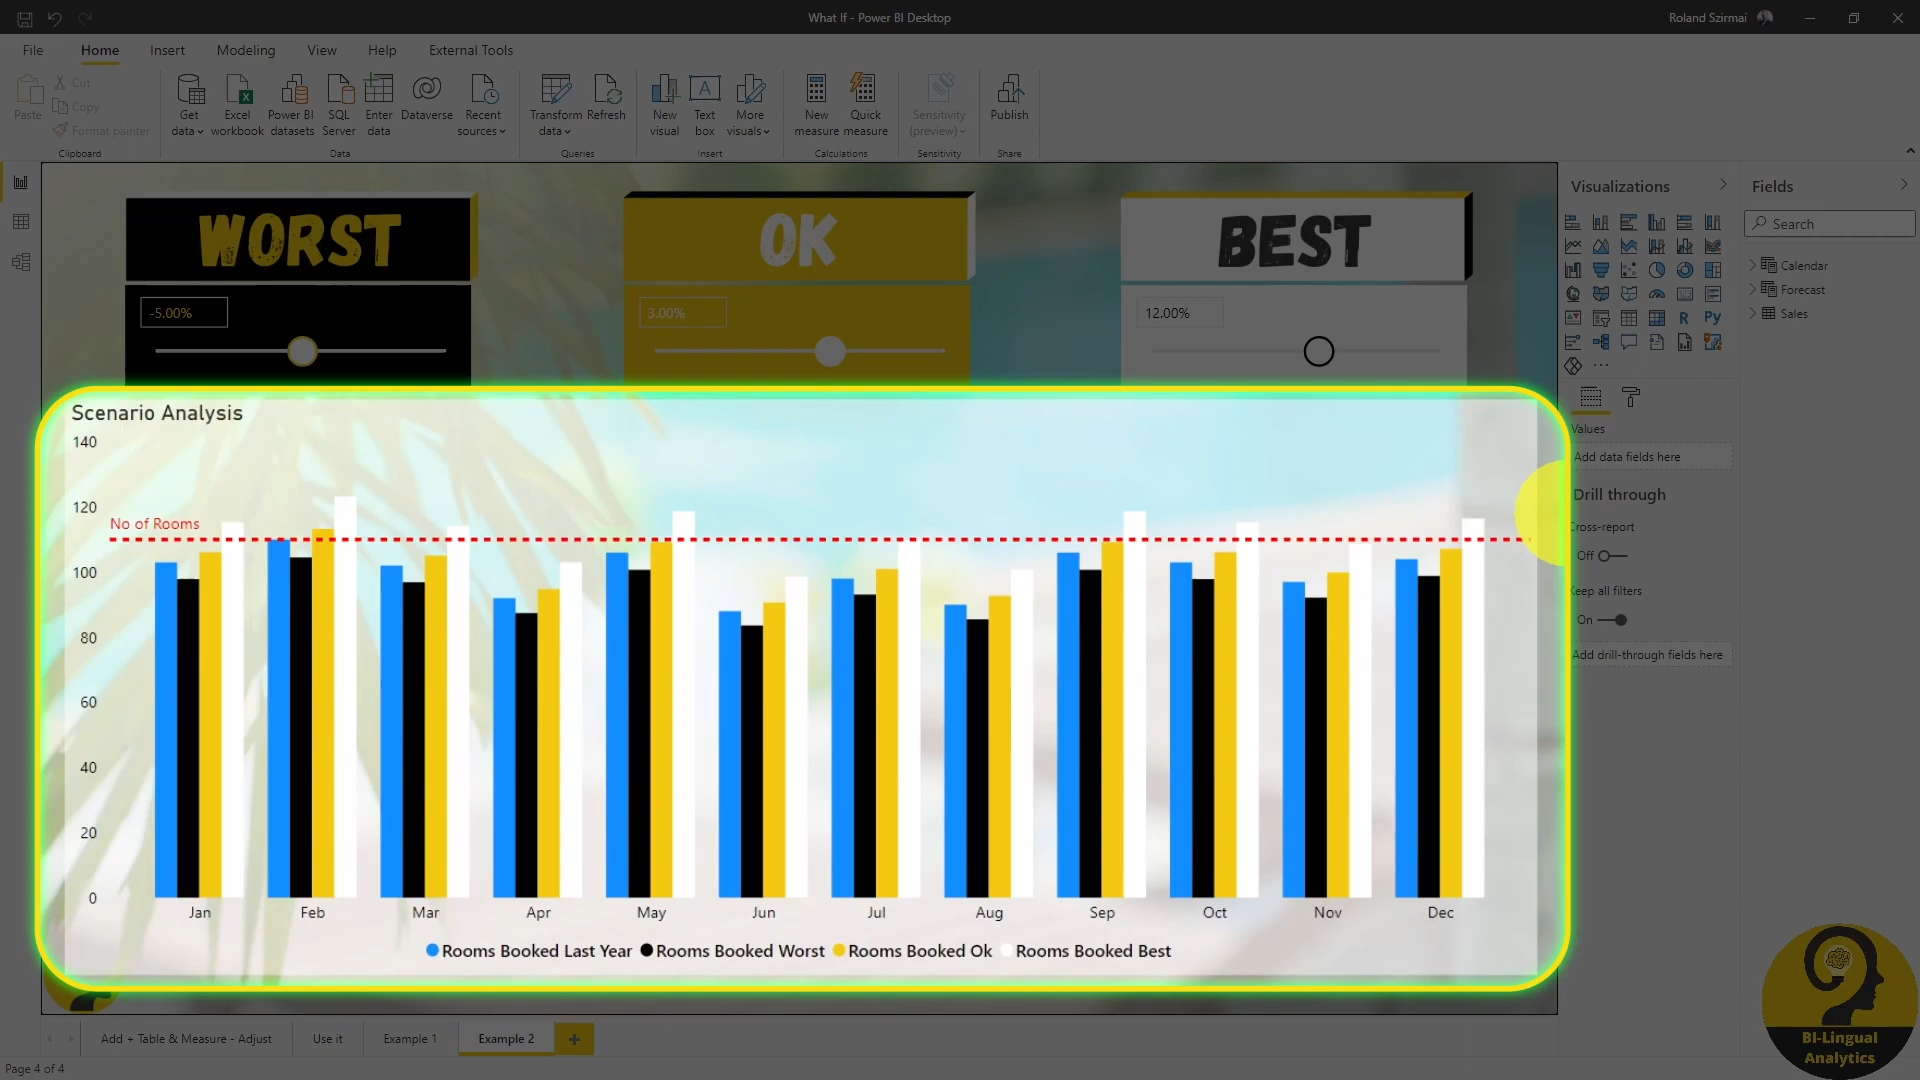 What If - Power BI Desktop
Roland Szirmai
File Home Insert Modeling View Help External Tools
Paste
Cut
Copy
Format painter
Clipboard
Get data
Excel workbook
Power BI datasets
SQL Server
Enter data
Dataverse
Recent sources
Data
Transform data
Refresh
Queries
New visual
Text box
More visuals
Insert
New measure
Quick measure
Calculations
Sensitivity (preview)
Sensitivity
Publish
Share
WORST
-5.00%
OK
3.00%
BEST
12.00%
Scenario Analysis
140
120
No of Rooms
100
80
60
40
20
0
Jan Feb Mar Apr May Jun Jul Aug Sep Oct Nov Dec
Rooms Booked Last Year Rooms Booked Worst Rooms Booked Ok Rooms Booked Best
Visualizations
R Py
Values
Add data fields here
Drill through
Cross-report
Off
Keep all filters
On
Add drill-through fields here
Fields
Search
Calendar
Forecast
Sales
Add + Table & Measure - Adjust Use it Example 1 Example 2
Page 4 of 4
BI-Lingual
Analytics